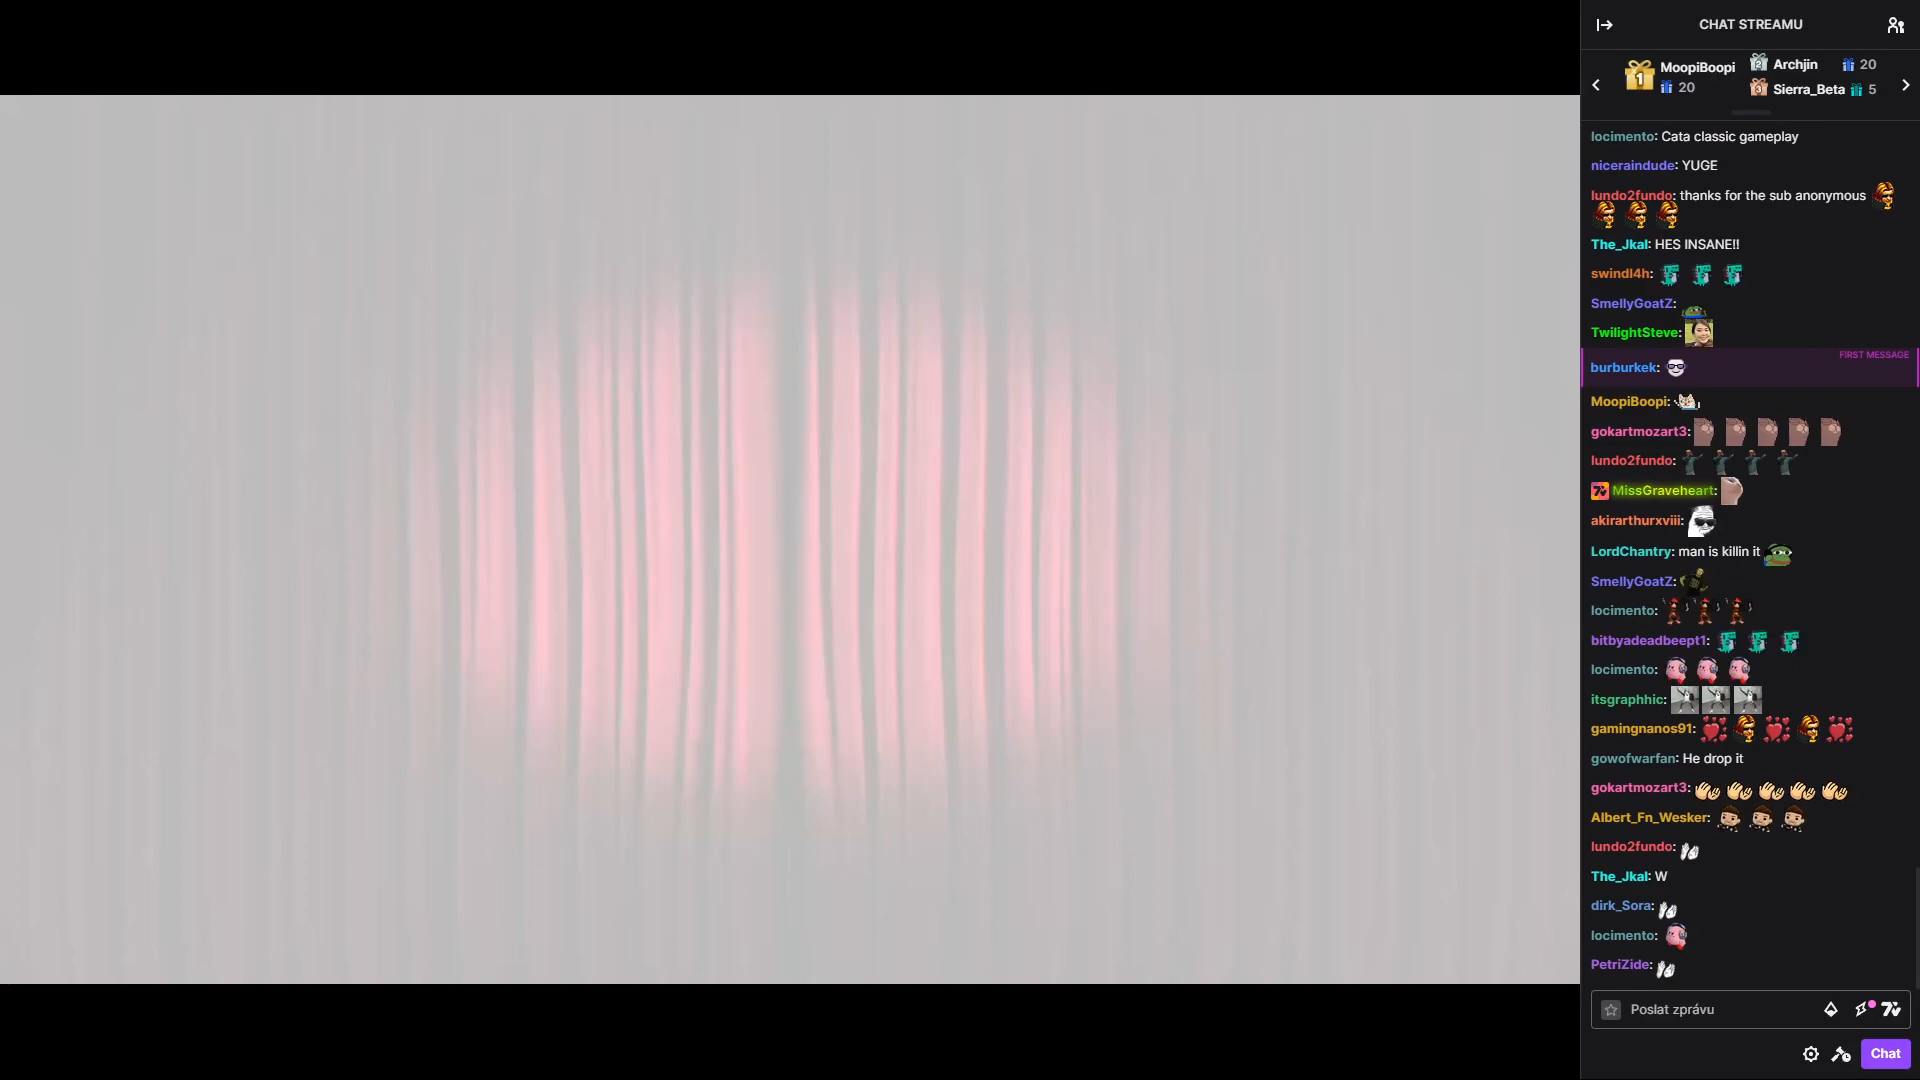 CHAT STREAMU
MoopiBoopi
20
Archjin 20
Sierra_Beta 5
locimento: Cata classic gameplay
niceraindude: YUGE
lundo2fundo: thanks for the sub anonymous
The_Jkal: HES INSANE!!
swindl4h:
SmellyGoatZ:
TwilightSteve:
FIRST MESSAGE
burburkek:
MoopiBoopi:
gokartmozart3:
lundo2fundo:
MissGraveheart:
akirarthurxviii:
LordChantry: man is killin it
SmellyGoatZ:
locimento:
bitbyadeadbeept1:
locimento:
itsgraphhic:
gamingnanos91:
gowofwarfan: He drop it
gokartmozart3:
Albert_Fn_Wesker:
lundo2fundo:
The_Jkal: W
dirk_Sora:
locimento:
PetriZide:
Poslat zprávu
Chat